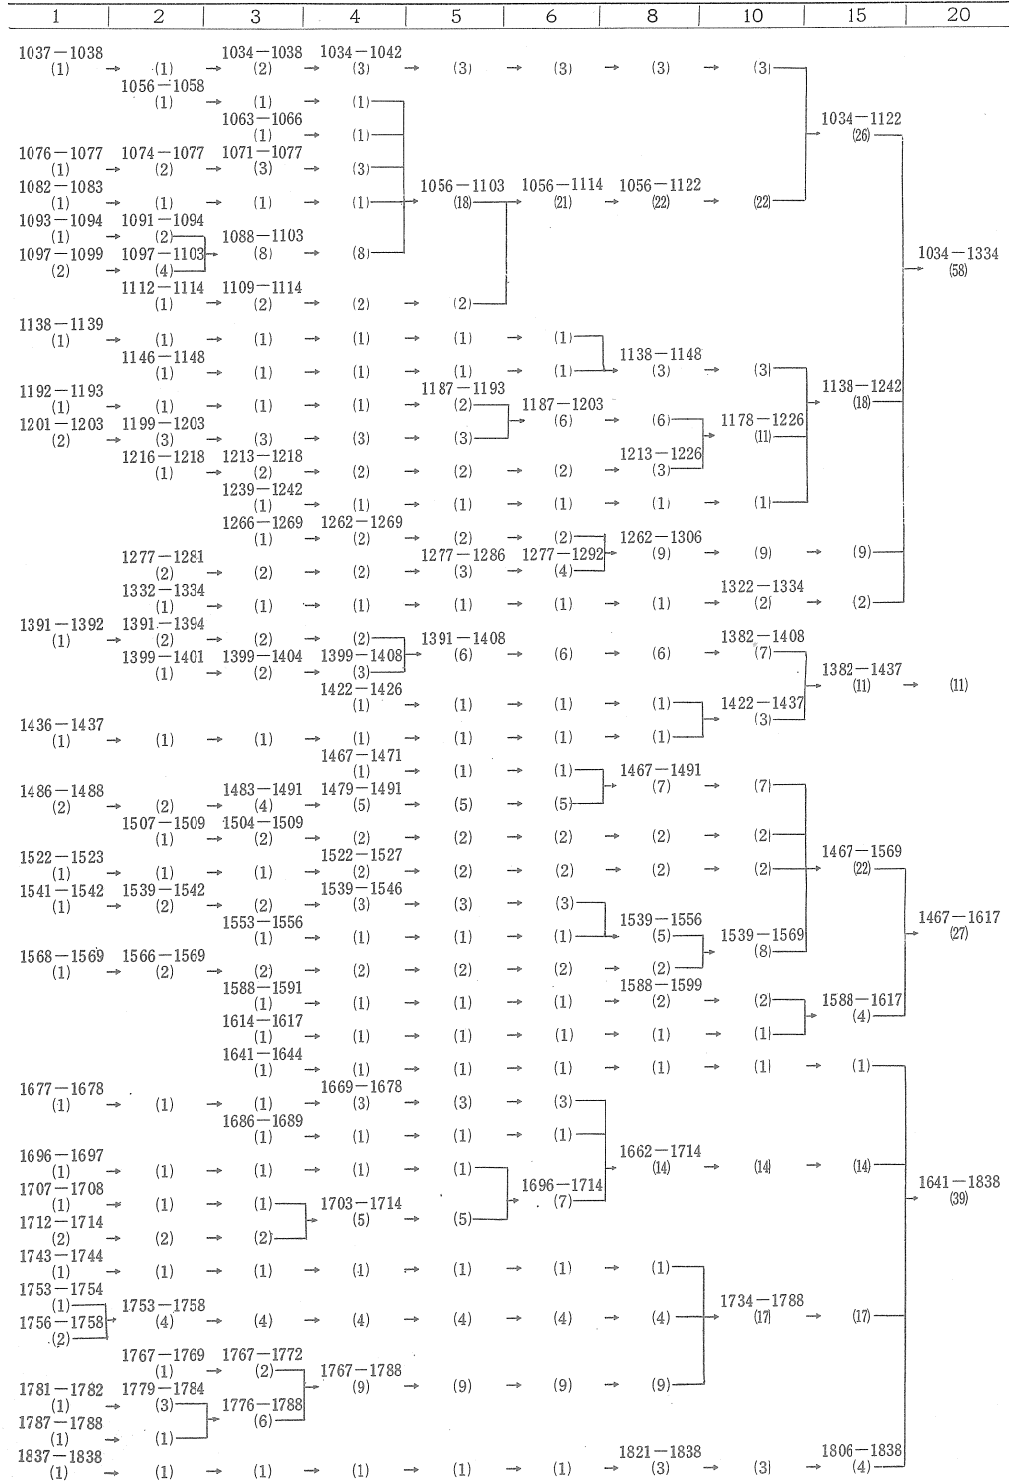 1 | 2 | 3 | 4 | 5 | 6 | 8 | 10 | 15 | 20
1037—1038 1034—1038 1034—1042
(1) → (1) → (2) → (3) → (3) → (3) → (3) → (3)
1056—1058
(1) → (1) → (1)
1063—1066 1034—1122
(1) → (1) → (26)
1076—1077 1074—1077 1071—1077
(1) → (2) → (3) → (3)
1082—1083 1056—1103 1056—1114 1056—1122
(1) → (1) → (1) → (1) → (18) → (21) → (22) → (22)
1093—1094 1091—1094
(1) → (2) 1088—1103
1097—1099 1097—1103 → (8) → (8) 1034—1334
(2) → (4) → (58)
1112—1114 1109—1114
(1) → (2) → (2) → (2)
1138—1139
(1) → (1) → (1) → (1) → (1) → (1)
1146—1148 1138—1148
(1) → (1) → (1) → (1) → (1) → (3) → (3)
1192—1193 1187—1193 1138—1242
(1) → (1) → (1) → (1) → (2) 1187—1203 → (18)
1201—1203 1199—1203 → (6) → (6) 1178—1226
(2) → (3) → (3) → (3) → (3) → (11)
1216—1218 1213—1218 1213—1226
(1) → (2) → (2) → (2) → (2) → (3)
1239—1242
(1) → (1) → (1) → (1) → (1) → (1)
1266—1269 1262—1269
(1) → (2) → (2) → (2) 1262—1306
1277—1281 1277—1286 1277—1292 → (9) → (9) → (9)
(2) → (2) → (2) → (3) → (4)
1332—1334 1322—1334
(1) → (1) → (1) → (1) → (1) → (1) → (2) → (2)
1391—1392 1391—1394
(1) → (2) → (2) → (2) 1391—1408 1382—1408
1399—1401 1399—1404 1399—1408 → (6) → (6) → (6) → (7)
(1) → (2) → (3) 1382—1437
1422—1426 → (11) → (11)
(1) → (1) → (1) → (1) 1422—1437
1436—1437 → (3)
(1) → (1) → (1) → (1) → (1) → (1) → (1)
1467—1471
(1) → (1) → (1) 1467—1491
1486—1488 1483—1491 1479—1491 → (7) → (7)
(2) → (2) → (4) → (5) → (5) → (5)
1507—1509 1504—1509
(1) → (2) → (2) → (2) → (2) → (2) → (2)
1522—1523 1522—1527 1467—1569
(1) → (1) → (1) → (2) → (2) → (2) → (2) → (2) → (22)
1541—1542 1539—1542 1539—1546
(1) → (2) → (2) → (3) → (3) → (3)
1553—1556 1539—1556 1467—1617
(1) → (1) → (1) → (1) → (5) 1539—1569 → (27)
1568—1569 1566—1569 → (8)
(1) → (2) → (2) → (2) → (2) → (2) → (2)
1588—1591 1588—1599
(1) → (1) → (1) → (1) → (2) → (2) 1588—1617
1614—1617 → (4)
(1) → (1) → (1) → (1) → (1) → (1)
1641—1644
(1) → (1) → (1) → (1) → (1) → (1) → (1)
1677—1678 1669—1678
(1) → (1) → (1) → (3) → (3) → (3)
1686—1689
(1) → (1) → (1) → (1)
1696—1697 1662—1714
(1) → (1) → (1) → (1) → (1) → (14) → (14) → (14)
1707—1708 1696—1714 1641—1838
(1) → (1) → (1) 1703—1714 → (7) → (39)
1712—1714 → (5) → (5)
(2) → (2) → (2)
1743—1744
(1) → (1) → (1) → (1) → (1) → (1) → (1)
1753—1754
(1) 1753—1758 1734—1788
1756—1758 → (4) → (4) → (4) → (4) → (4) → (4) → (17) → (17)
(2)
1767—1769 1767—1772
(1) → (2) 1767—1788
1781—1782 1779—1784 → (9) → (9) → (9) → (9)
(1) → (3) 1776—1788
1787—1788 → (6)
(1) → (1)
1837—1838 1821—1838 1806—1838
(1) → (1) → (1) → (1) → (1) → (1) → (3) → (3) → (4)